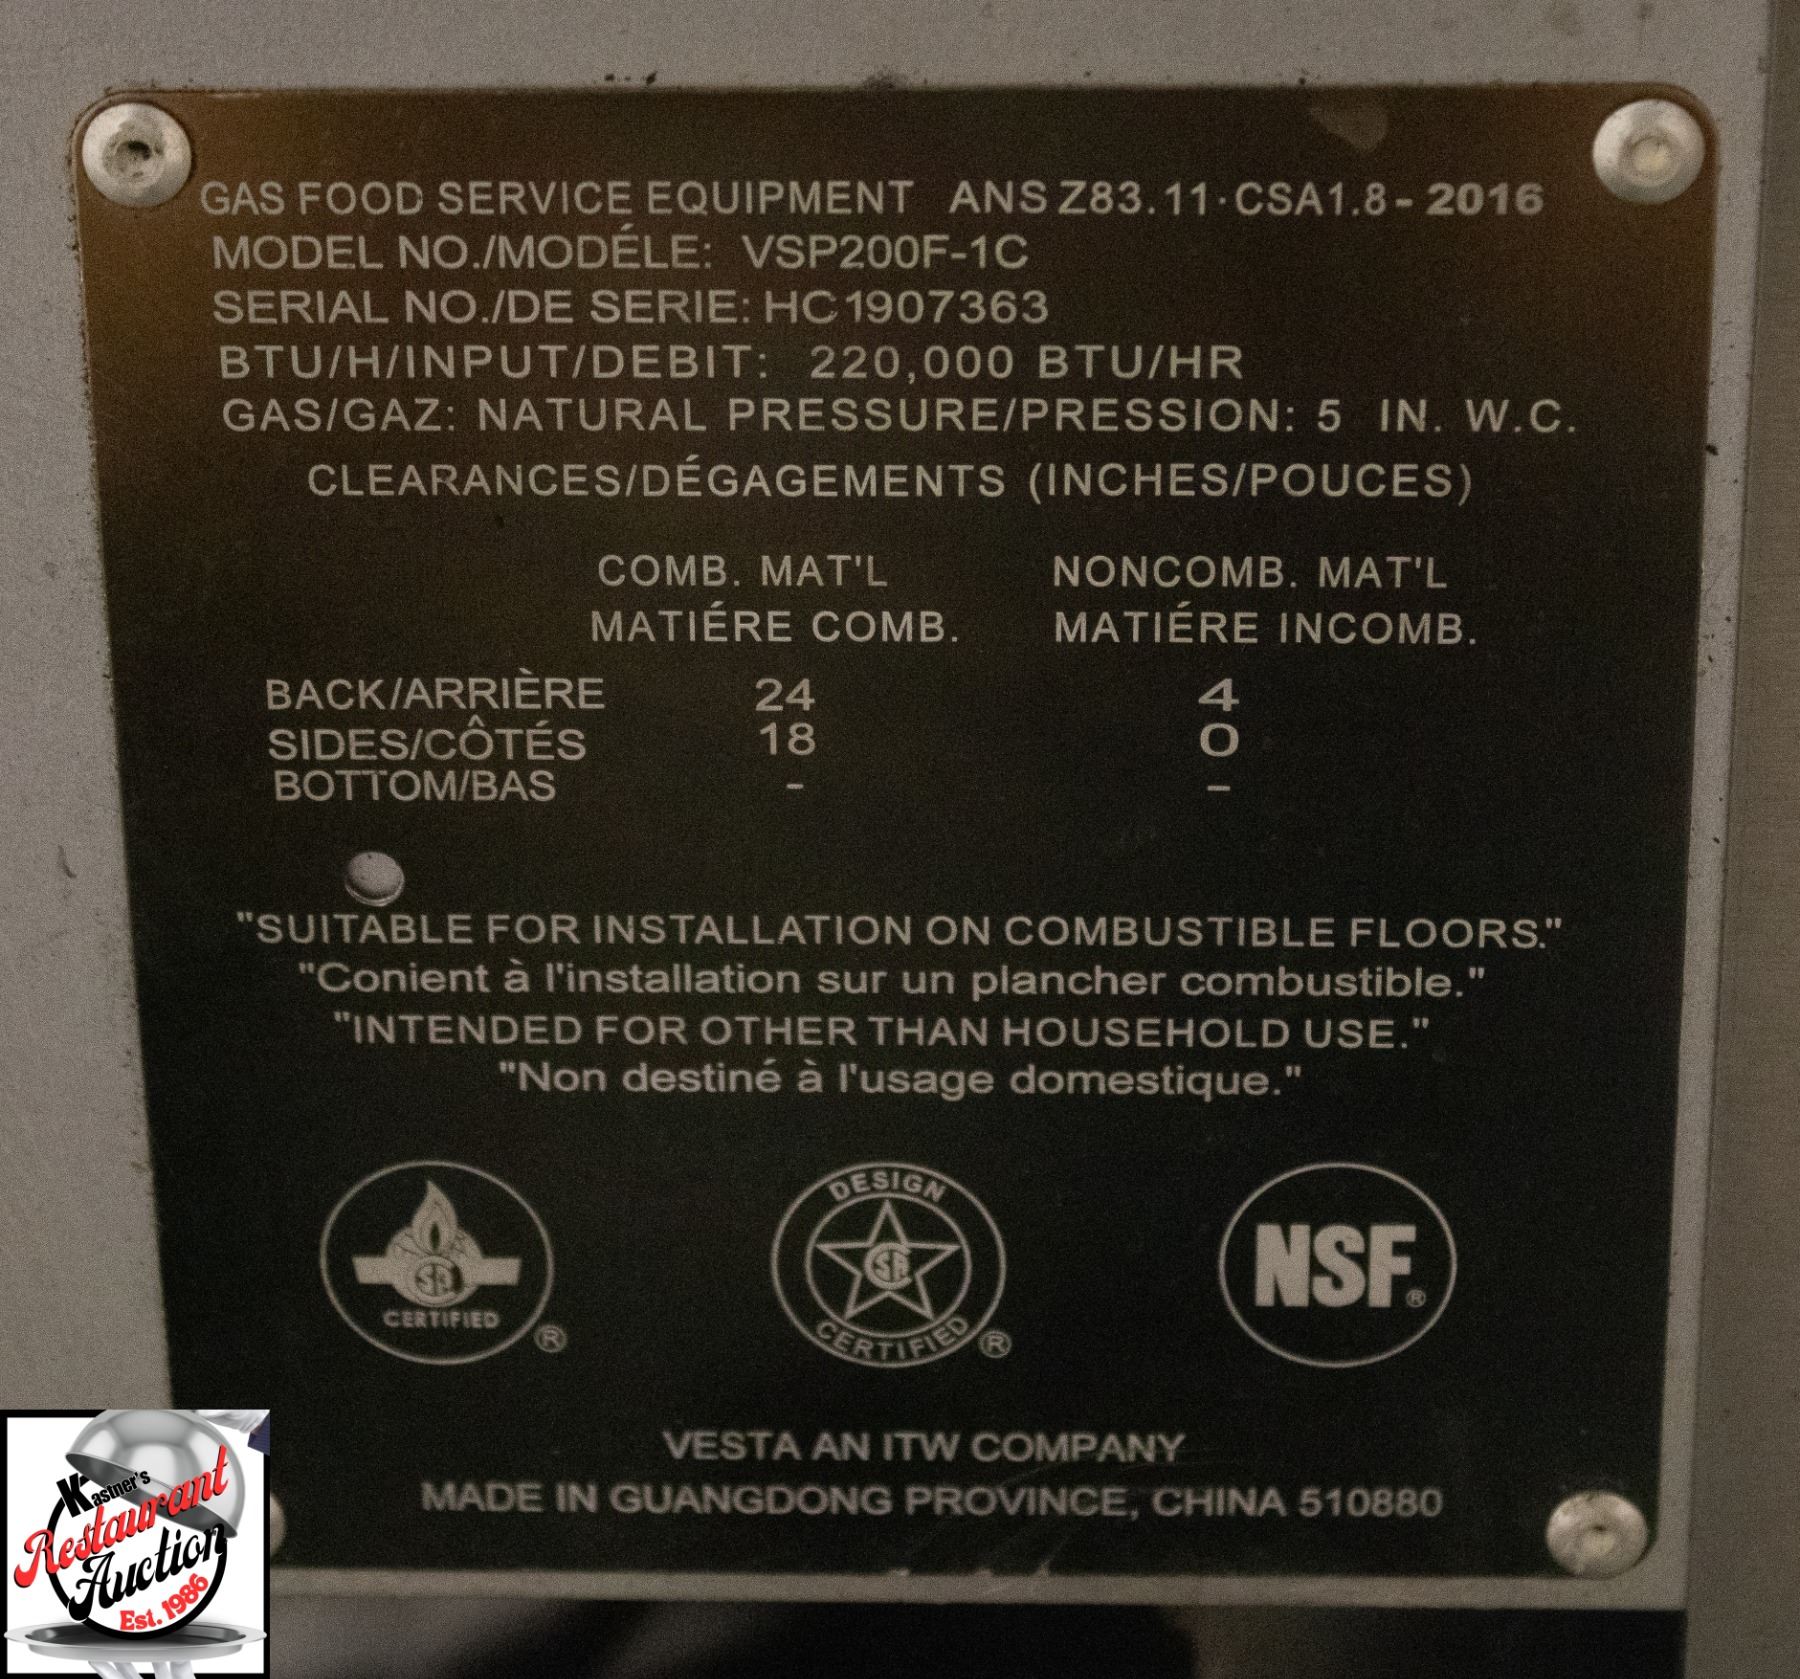 GAS FOOD SERVICE EQUIPMENT ANS Z83.11·CSA1.8-2016
MODEL NO./MODÉLE: VSP200F-1C
SERIAL NO./DE SERIE: HC1907363
BTU/H/INPUT/DEBIT: 220,000 BTU/HR
GAS/GAZ: NATURAL PRESSURE/PRESSION: 5 IN. W.C.
CLEARANCES/DÉGAGEMENTS (INCHES/POUCES)
COMB. MAT'L NONCOMB. MAT'L
MATIÉRE COMB. MATIÉRE INCOMB.
BACK/ARRIÈRE 24 4
SIDES/CÔTÉS 18 0
BOTTOM/BAS - -
"SUITABLE FOR INSTALLATION ON COMBUSTIBLE FLOORS."
"Conient à l'installation sur un plancher combustible."
"INTENDED FOR OTHER THAN HOUSEHOLD USE."
"Non destiné à l'usage domestique."
SA CERTIFIED ®
DESIGN SA CERTIFIED ®
NSF®
VESTA AN ITW COMPANY
MADE IN GUANGDONG PROVINCE, CHINA 510880
Kastner's
Restaurant
Auction
Est. 1986